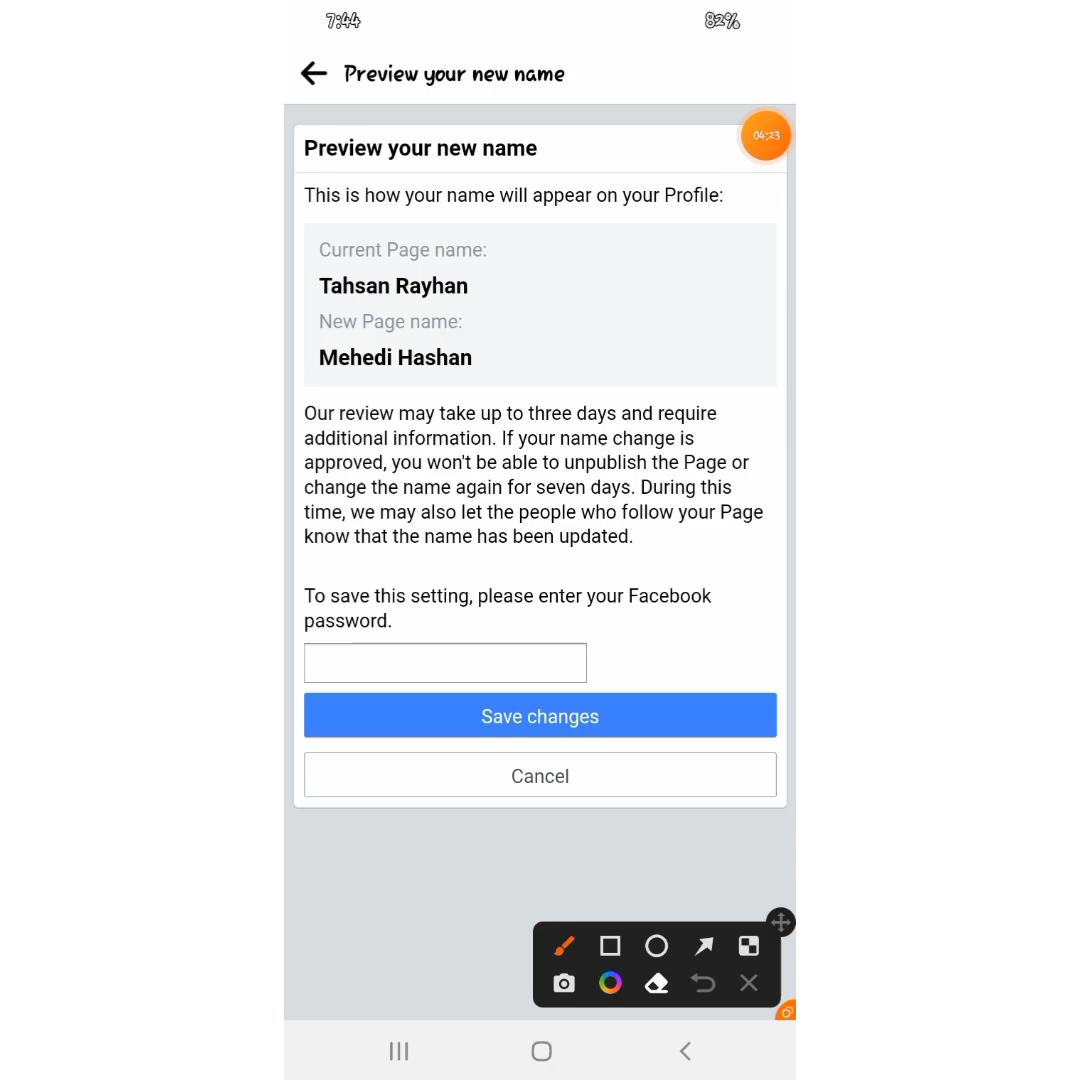 7:44 82%
Preview your new name
Preview your new name
04:23
This is how your name will appear on your Profile:
Current Page name:
Tahsan Rayhan
New Page name:
Mehedi Hashan
Our review may take up to three days and require
additional information. If your name change is
approved, you won't be able to unpublish the Page or
change the name again for seven days. During this
time, we may also let the people who follow your Page
know that the name has been updated.
To save this setting, please enter your Facebook
password.
Save changes
Cancel